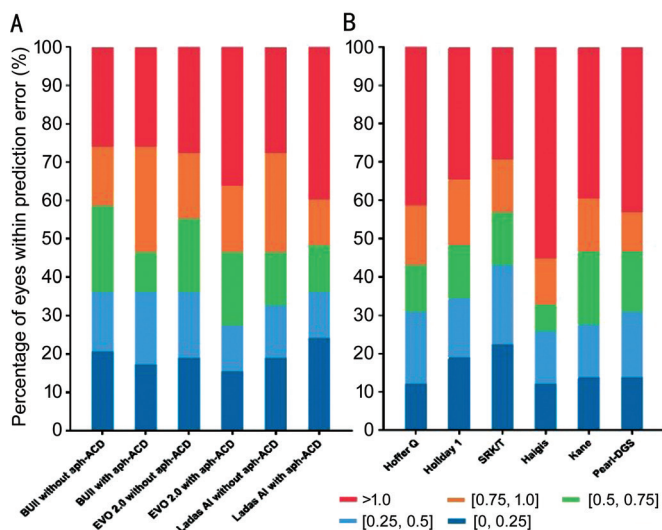 A
B
Percentage of eyes within prediction error (%)
100
90
80
70
60
50
40
30
20
10
0
BUII without aph-ACD
BUII with aph-ACD
EVO 2.0 without aph-ACD
EVO 2.0 with aph-ACD
Ladas AI without aph-ACD
Ladas AI with aph-ACD
100
90
80
70
60
50
40
30
20
10
0
Hoffer Q
Holiday 1
SRK/T
Haigis
Kane
Pearl-DGS
>1.0 [0.75, 1.0] [0.5, 0.75]
[0.25, 0.5] [0, 0.25]